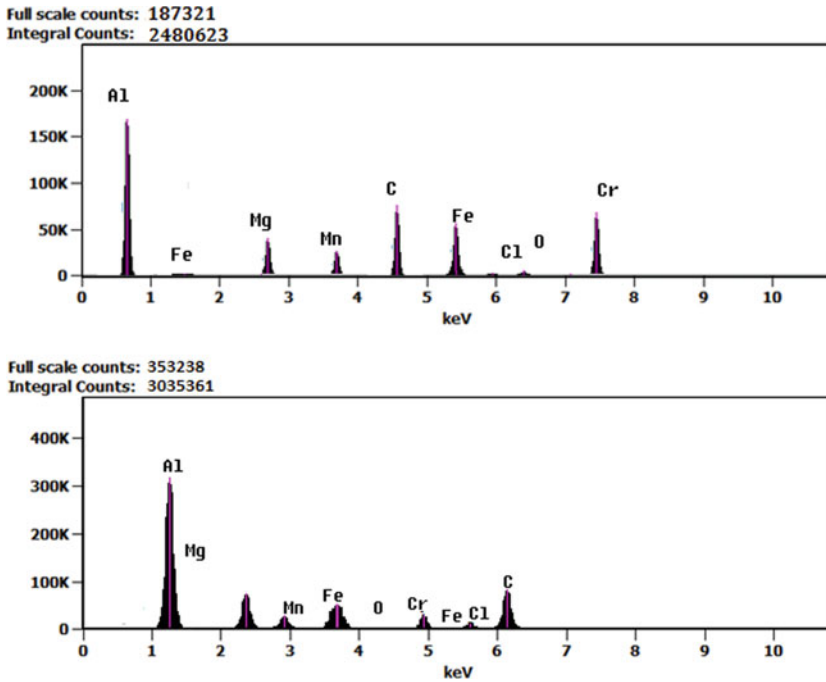 Full scale counts: 187321
Integral Counts: 2480623
200K
150K
100K
50K
0
Al
Fe
Mg
Mn
C
Fe
Cl
O
Cr
0 1 2 3 4 5 6 7 8 9 10
keV
Full scale counts: 353238
Integral Counts: 3035361
400K
300K
200K
100K
0
Al
Mg
Mn
Fe
O
Cr
Fe
Cl
C
0 1 2 3 4 5 6 7 8 9 10
keV